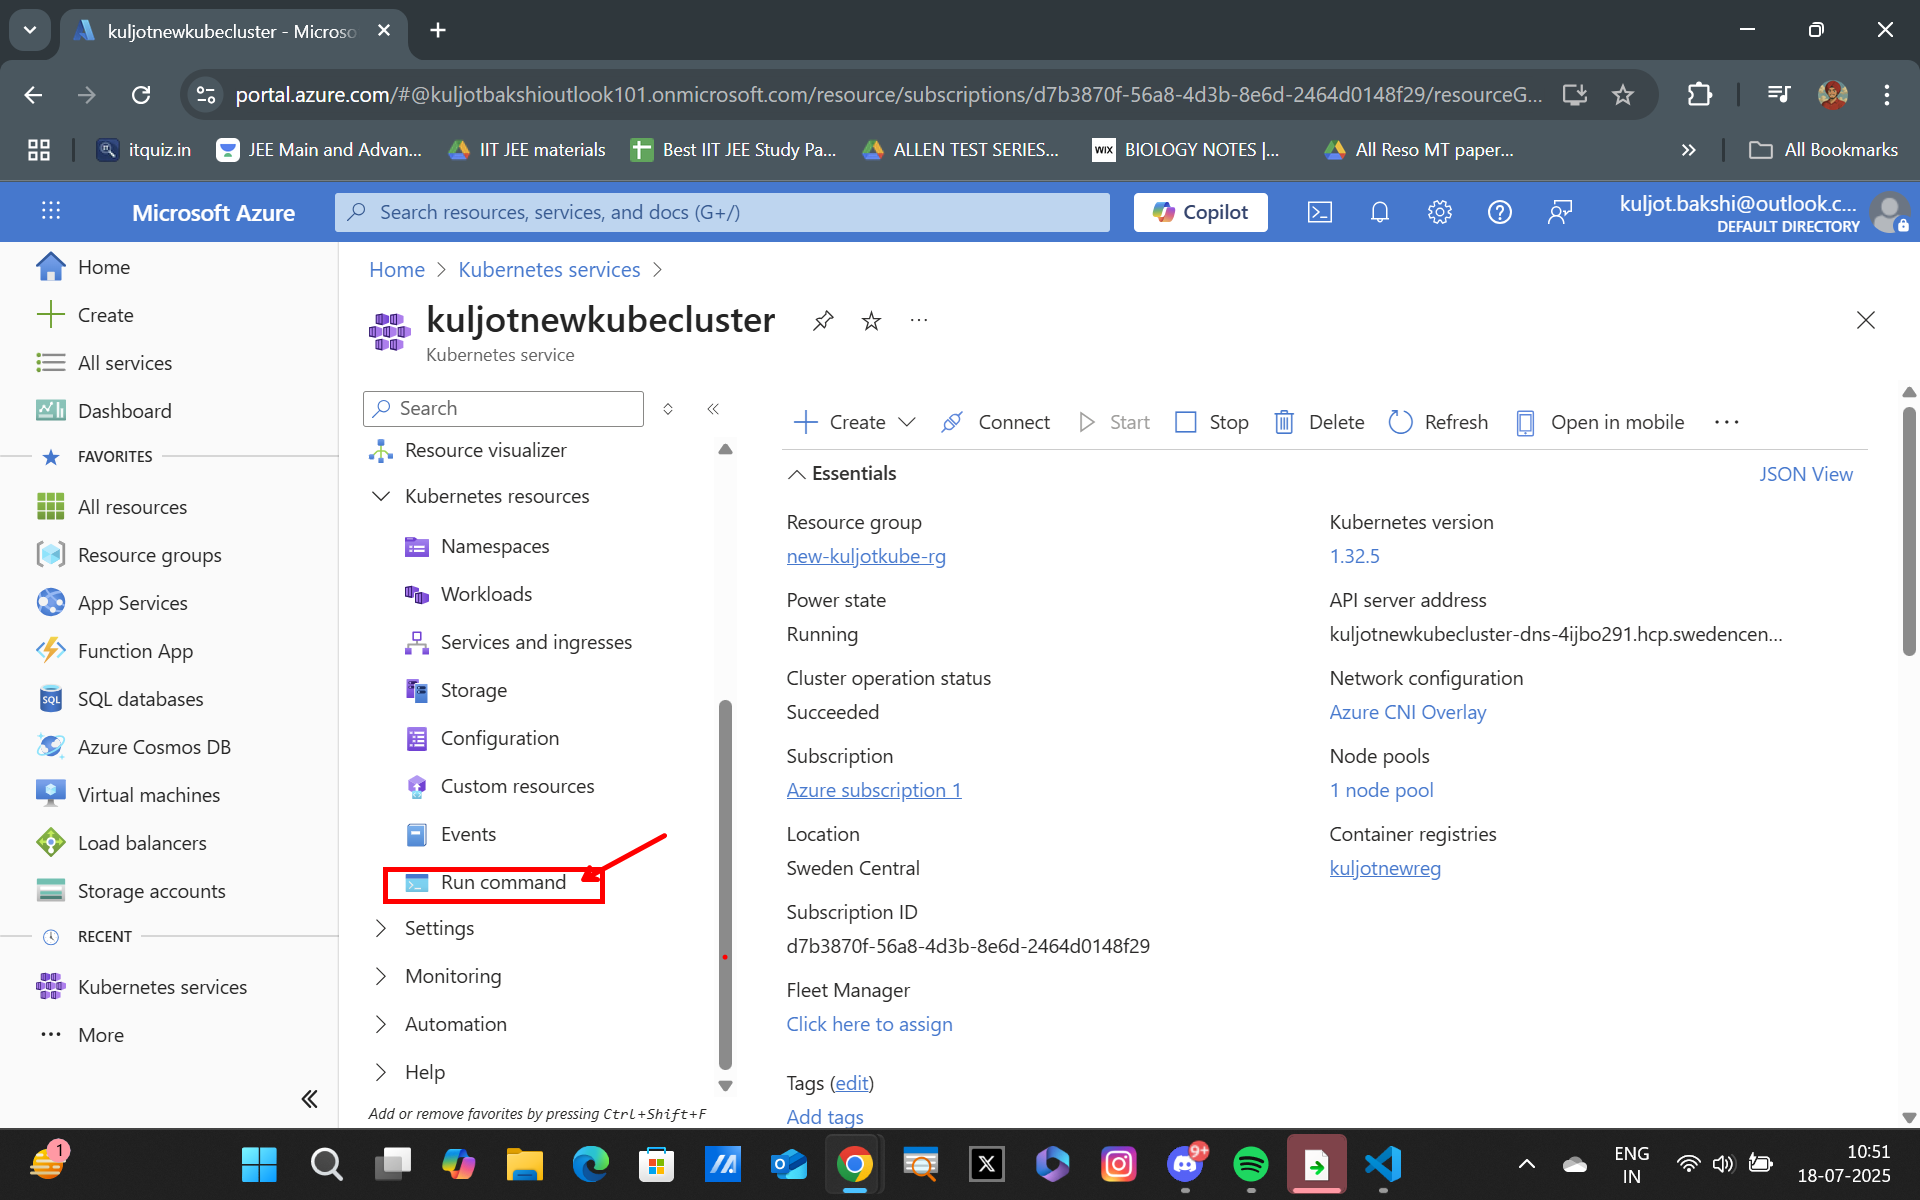 kuljotnewkubecluster - Microso
portal.azure.com/#@kuljotbakshioutlook101.onmicrosoft.com/resource/subscriptions/d7b3870f-56a8-4d3b-8e6d-2464d0148f29/resourceG...
itquiz.in
JEE Main and Advan...
IIT JEE materials
Best IIT JEE Study Pa...
ALLEN TEST SERIES...
WIX
BIOLOGY NOTES |...
All Reso MT paper...
All Bookmarks
Microsoft Azure
Search resources, services, and docs (G+/)
Copilot
kuljot.bakshi@outlook.c...
DEFAULT DIRECTORY
Home
Create
All services
Dashboard
FAVORITES
All resources
Resource groups
App Services
Function App
SQL
SQL databases
Azure Cosmos DB
Virtual machines
Load balancers
Storage accounts
RECENT
Kubernetes services
More
Home > Kubernetes services >
kuljotnewkubecluster
Kubernetes service
Search
Resource visualizer
Kubernetes resources
Namespaces
Workloads
Services and ingresses
Storage
Configuration
Custom resources
Events
Run command
Settings
Monitoring
Automation
Help
Add or remove favorites by pressing Ctrl+Shift+F
Create
Connect
Start
Stop
Delete
Refresh
Open in mobile
Essentials
JSON View
Resource group
new-kuljotkube-rg
Power state
Running
Cluster operation status
Succeeded
Subscription
Azure subscription 1
Location
Sweden Central
Subscription ID
d7b3870f-56a8-4d3b-8e6d-2464d0148f29
Fleet Manager
Click here to assign
Tags (edit)
Add tags
Kubernetes version
1.32.5
API server address
kuljotnewkubecluster-dns-4ijbo291.hcp.swedencen...
Network configuration
Azure CNI Overlay
Node pools
1 node pool
Container registries
kuljotnewreg
1
9+
ENG
IN
10:51
18-07-2025